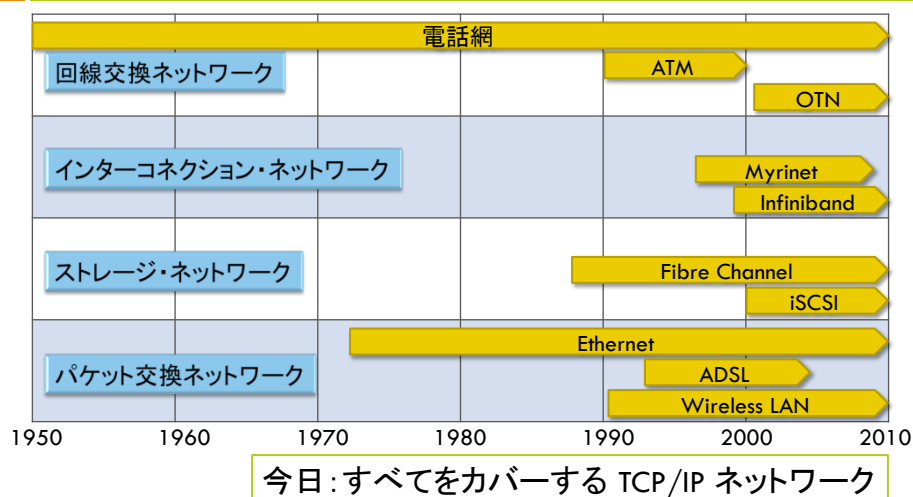 電話網
回線交換ネットワーク
ATM
OTN
インターコネクション・ネットワーク
Myrinet
Infiniband
ストレージ・ネットワーク
Fibre Channel
iSCSI
Ethernet
パケット交換ネットワーク
ADSL
Wireless LAN
1950 1960 1970 1980 1990 2000 2010
今日：すべてをカバーする TCP/IP ネットワーク